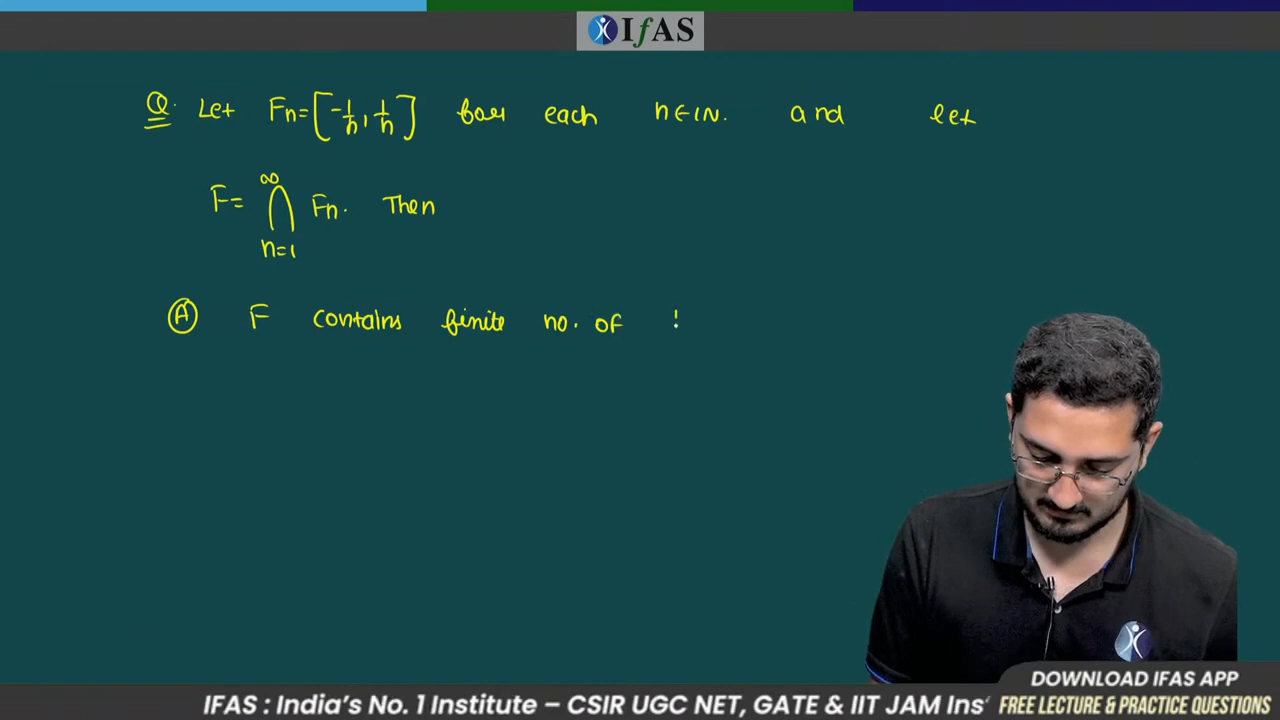 IFAS
Q. Let Fn = [-1/n, 1/n] for each n∈IN. and let
F = ∞ ⋂ n=1 Fn. Then
(A) F contains finite no. of
DOWNLOAD IFAS APP
IFAS : India's No. 1 Institute – CSIR UGC NET, GATE & IIT JAM Ins
FREE LECTURE & PRACTICE QUESTIONS